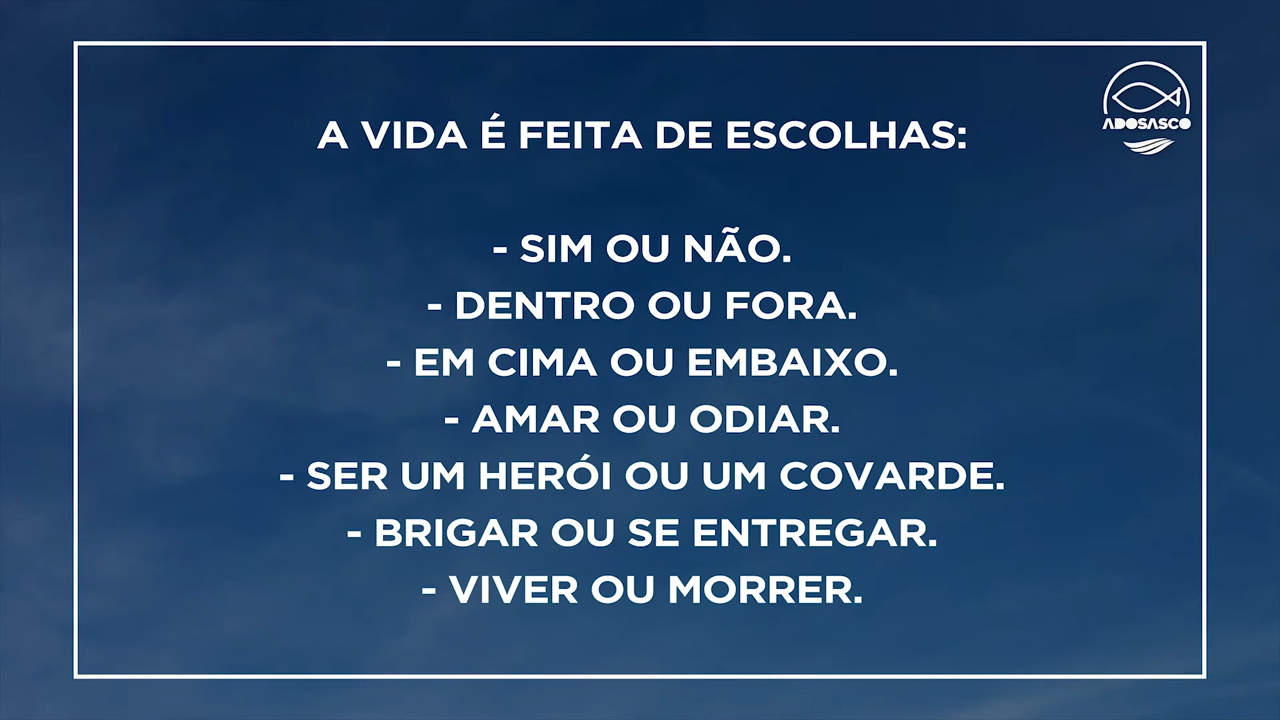 A VIDA É FEITA DE ESCOLHAS:
ADOSASCO
- SIM OU NÃO.
- DENTRO OU FORA.
- EM CIMA OU EMBAIXO.
- AMAR OU ODIAR.
- SER UM HERÓI OU UM COVARDE.
- BRIGAR OU SE ENTREGAR.
- VIVER OU MORRER.